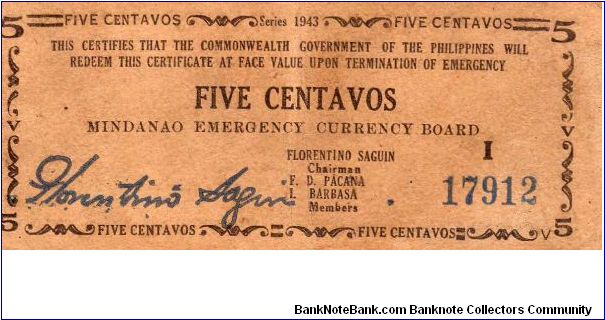 5 FIVE CENTAVOS Series 1943 FIVE CENTAVOS 5
THIS CERTIFIES THAT THE COMMONWEALTH GOVERNMENT OF THE PHILIPPINES WILL
REDEEM THIS CERTIFICATE AT FACE VALUE UPON TERMINATION OF EMERGENCY
FIVE CENTAVOS
MINDANAO EMERGENCY CURRENCY BOARD
FLORENTINO SAGUIN I
Chairman
F. D. PACANA
I. BARBASA
Members
Florentino Saguin
17912
5 FIVE CENTAVOS FIVE CENTAVOS 5
BankNoteBank.com Banknote Collectors Community